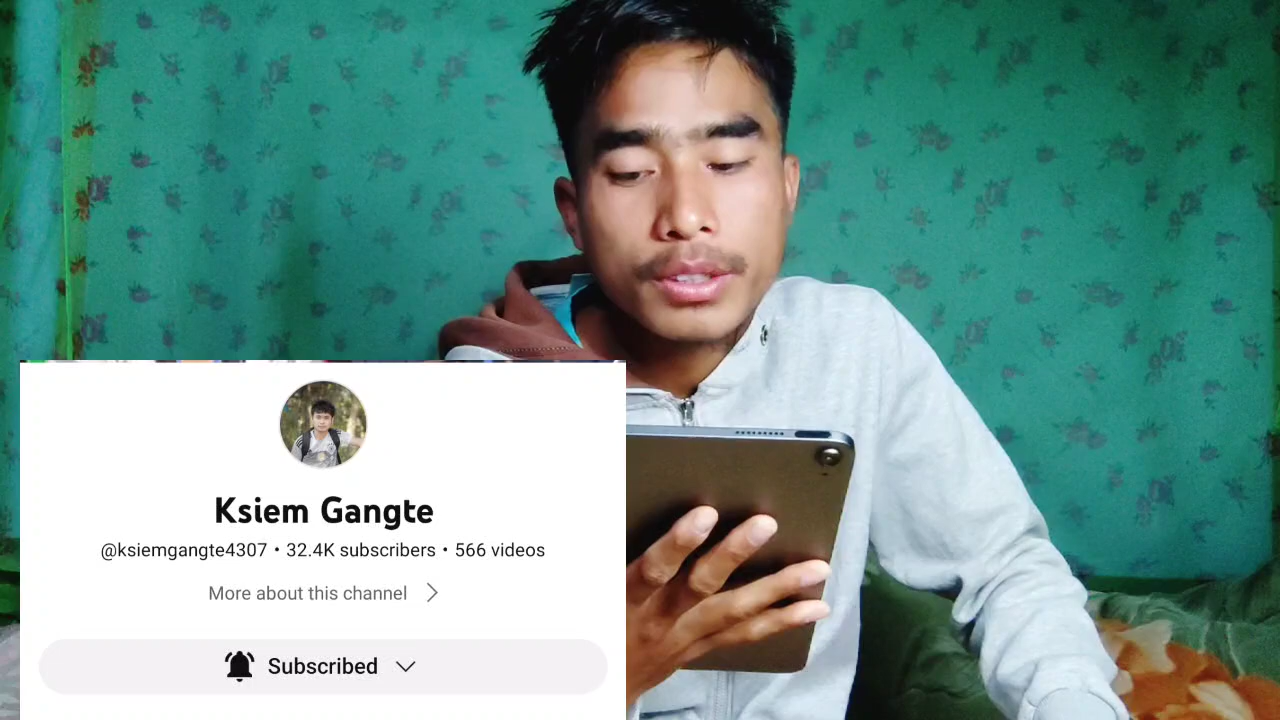 Ksiem Gangte
@ksiemgangte4307 • 32.4K subscribers • 566 videos
More about this channel
Subscribed